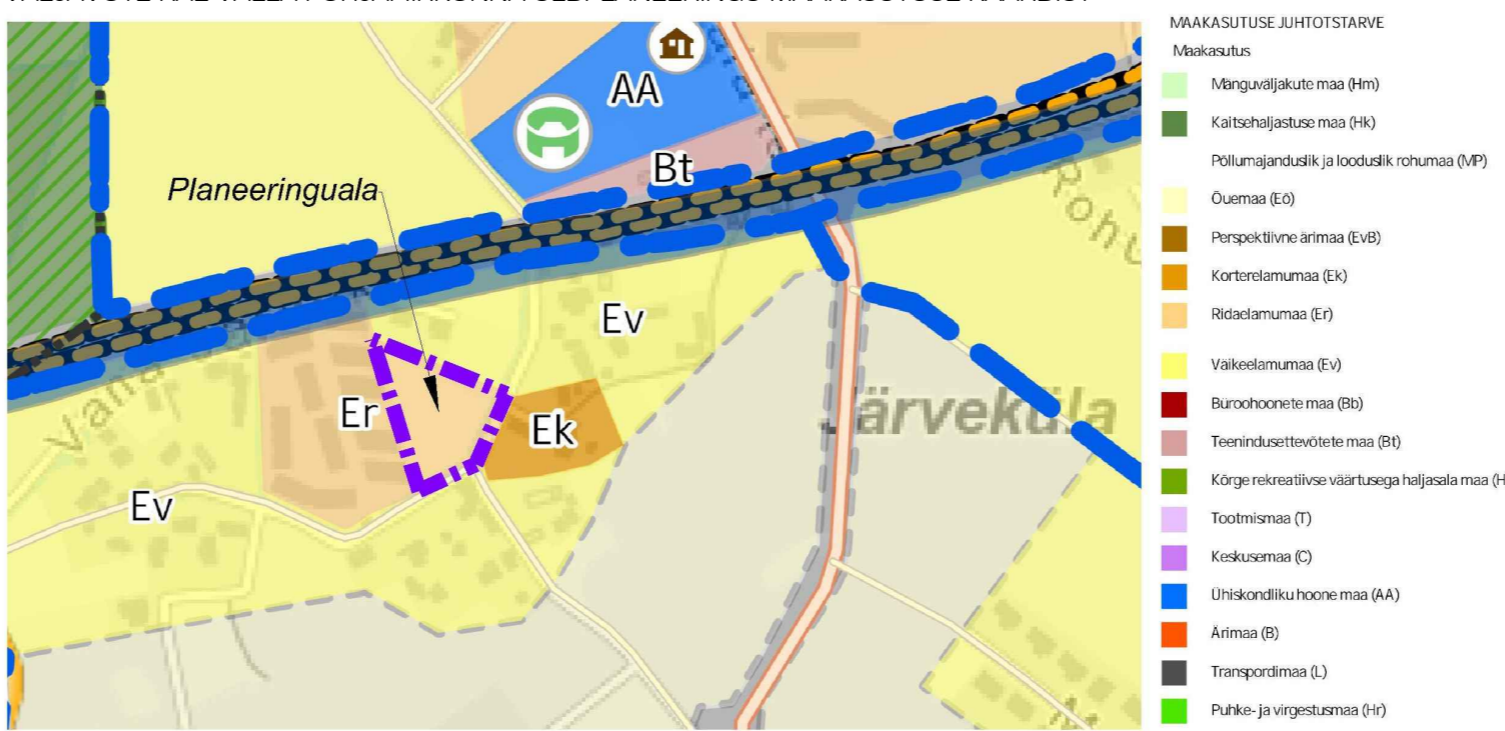 MAAKASUTUSE JUHTOTSTARVE
Maakasutus
Mänguväljakute maa (Hm)
Kaitsehaljastuse maa (Hk)
Põllumajanduslik ja looduslik rohumaa (MP)
Õuemaa (Eõ)
Perspektiivne ärimaa (EvB)
Korterelamumaa (Ek)
Ridaelamumaa (Er)
Väikeelamumaa (Ev)
Büroohoonete maa (Bb)
Teenindusettevõtete maa (Bt)
Kõrge rekreatiivse väärtusega haljasala maa (H
Tootmismaa (T)
Keskusemaa (C)
Ühiskondliku hoone maa (AA)
Ärimaa (B)
Transpordimaa (L)
Puhke- ja virgestusmaa (Hr)
AA
Bt
Planeeringuala
Rohu
Ev
Vana
Er
Ek
Järveküla
Ev